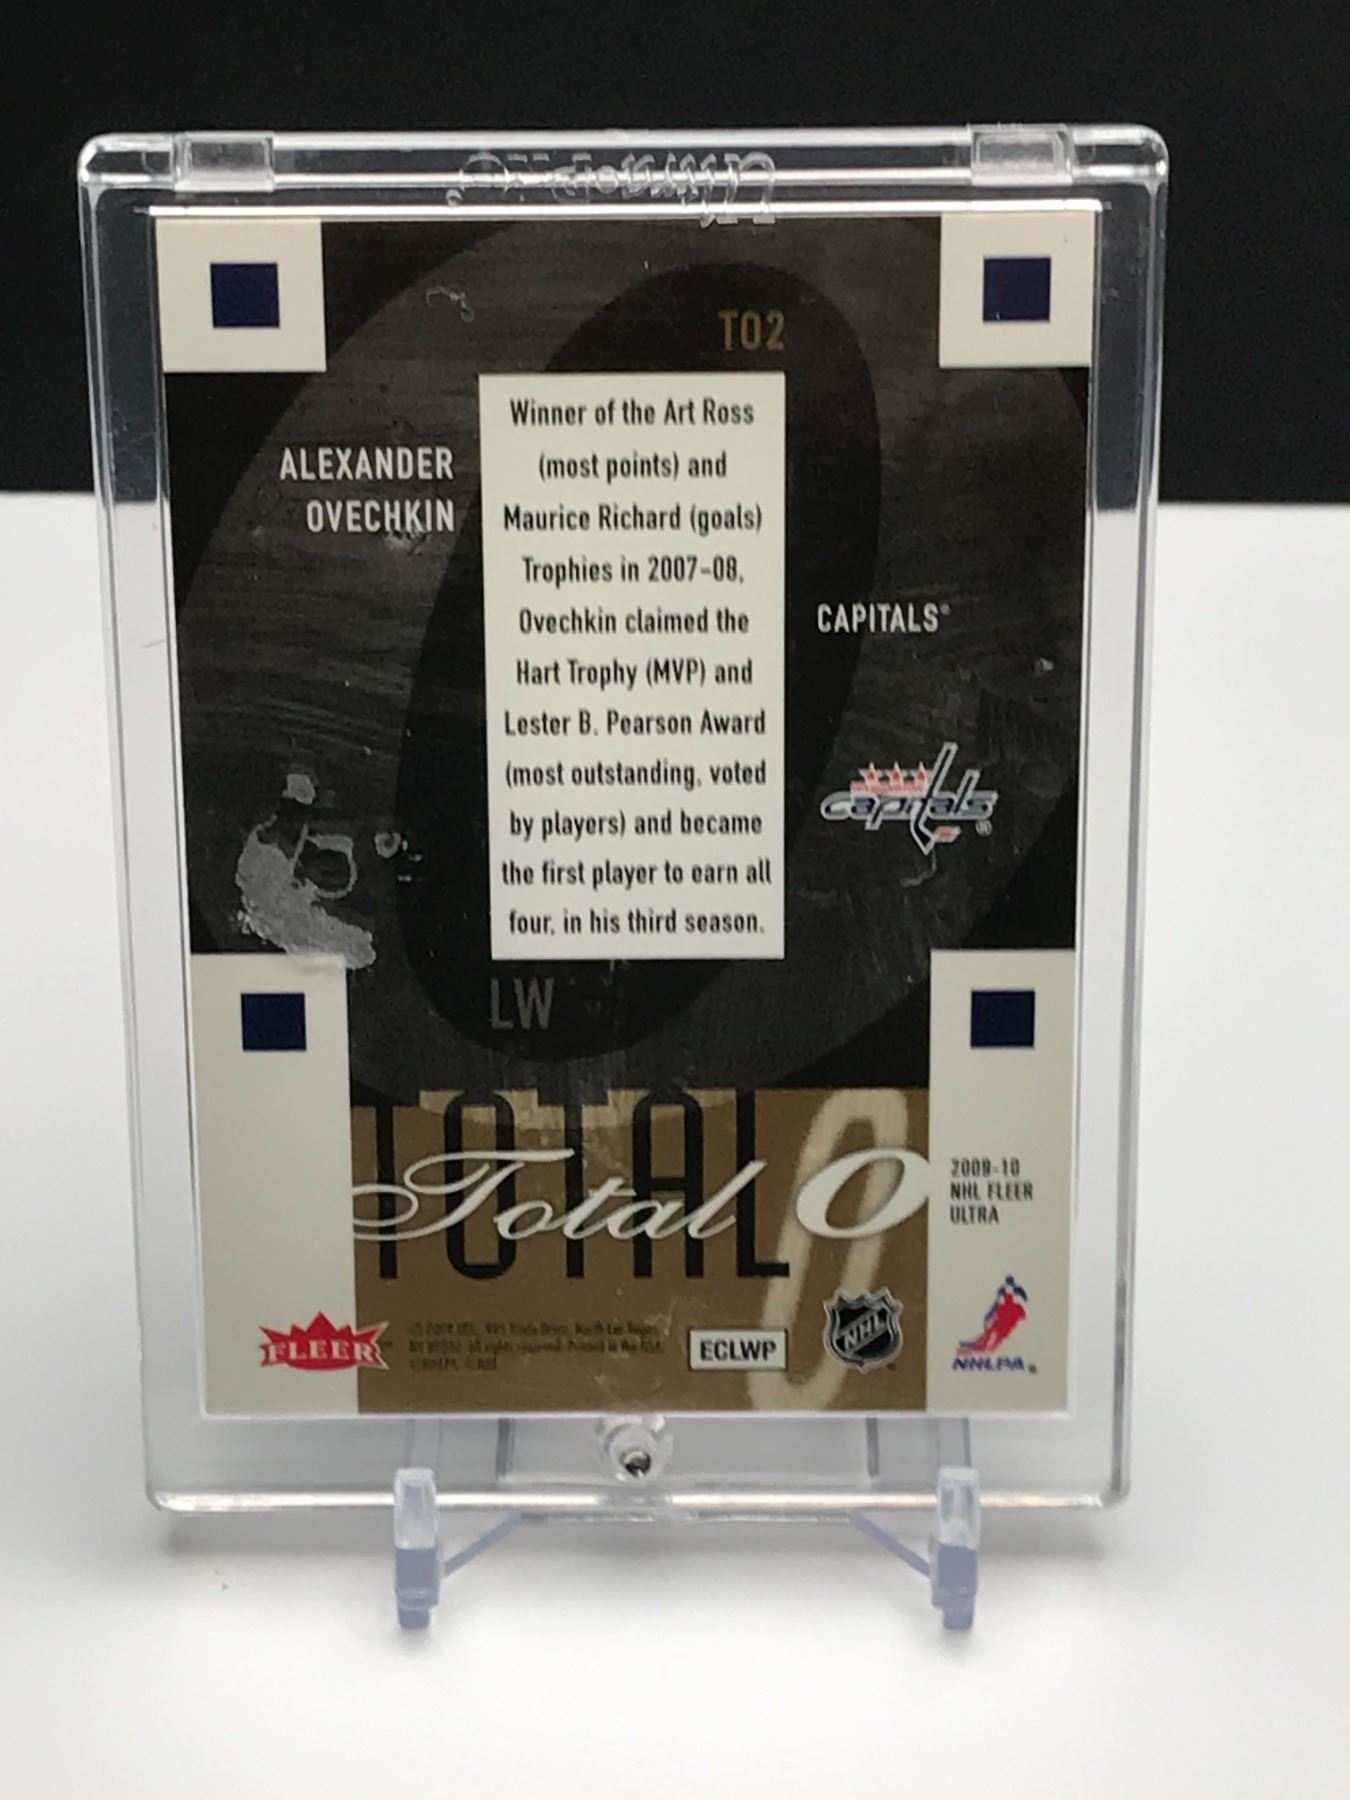 ULTRA·PRO
TO2
ALEXANDER
OVECHKIN
Winner of the Art Ross
(most points) and
Maurice Richard (goals)
Trophies in 2007-08,
Ovechkin claimed the
Hart Trophy (MVP) and
Lester B. Pearson Award
(most outstanding, voted
by players) and became
the first player to earn all
four, in his third season.
CAPITALS®
capitals®
LW
TOTAL
Total O
2009-10
NHL FLEER
ULTRA
FLEER
ECLWP
NHL
NHLPA